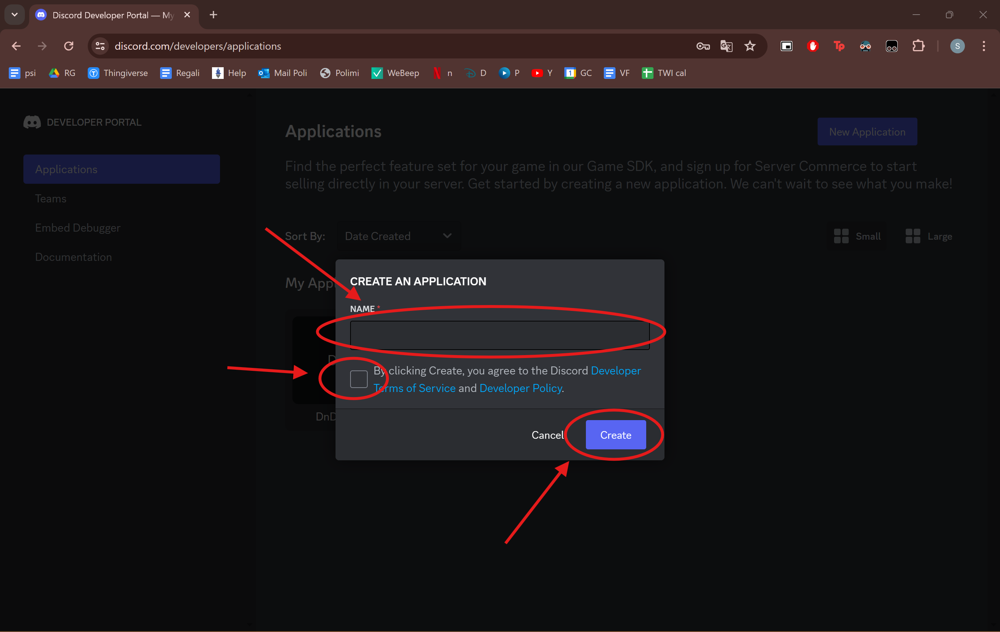 Discord Developer Portal — My
discord.com/developers/applications
S
psi
RG
Thingiverse
Regali
Help
Mail Poli
Polimi
WeBeep
n
D
P
Y
GC
VF
TWI cal
DEVELOPER PORTAL
Applications
Teams
Embed Debugger
Documentation
Applications
New Application
Find the perfect feature set for your game in our Game SDK, and sign up for Server Commerce to start
selling directly in your server. Get started by creating a new application. We can't wait to see what you make!
Sort By:
Date Created
Small
Large
My Appl
D
DnD
CREATE AN APPLICATION
NAME *
By clicking Create, you agree to the Discord Developer
Terms of Service and Developer Policy.
Cancel
Create